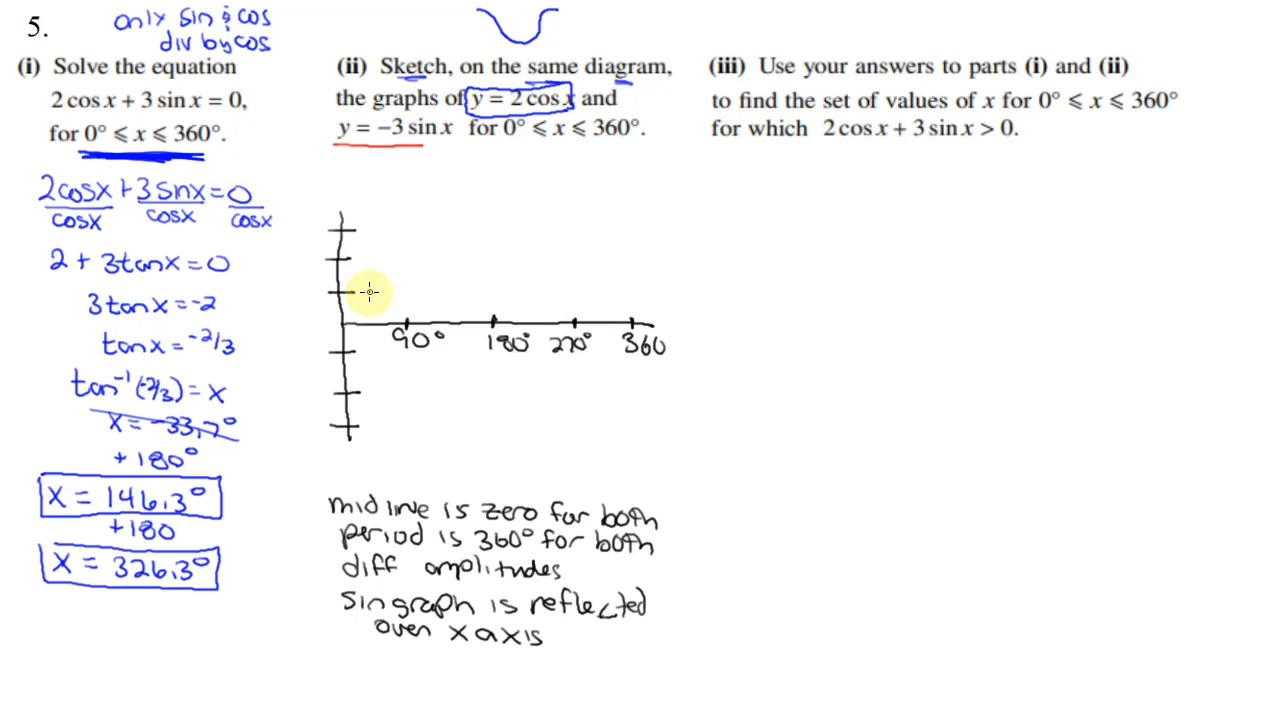 5.
only sin & cos
div by cos
(i) Solve the equation
2 cos x + 3 sin x = 0,
for 0° ⩽ x ⩽ 360°.
2cosx + 3sinx = 0
cosx cosx cosx
2 + 3tanx = 0
3tanx = -2
tanx = -2/3
tan⁻¹(-2/3) = x
x = -33.7°
+180°
x = 146.3°
+180
x = 326.3°
(ii) Sketch, on the same diagram,
the graphs of y = 2 cos x and
y = −3 sin x for 0° ⩽ x ⩽ 360°.
90° 180° 270° 360
midline is zero for both
period is 360° for both
diff amplitudes
sin graph is reflected
over x axis
(iii) Use your answers to parts (i) and (ii)
to find the set of values of x for 0° ⩽ x ⩽ 360°
for which 2 cos x + 3 sin x > 0.